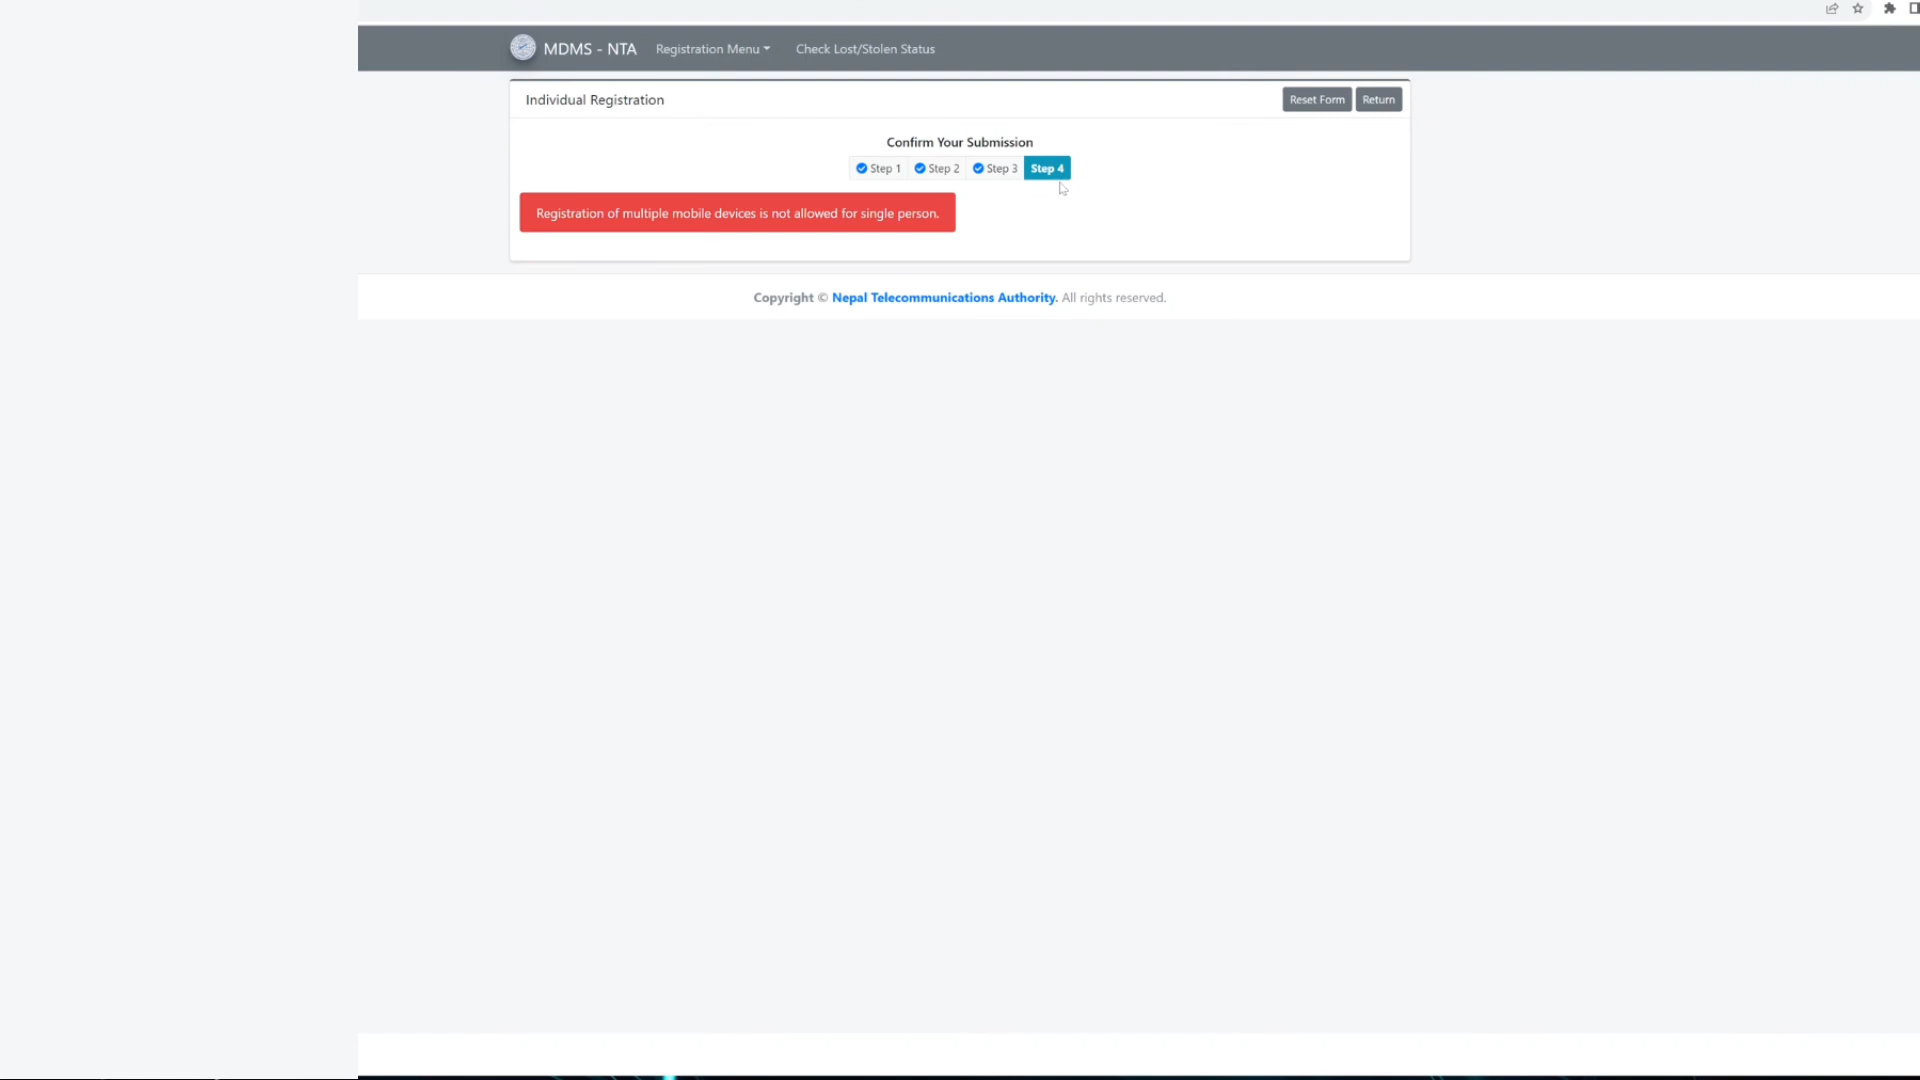 MDMS - NTA Registration Menu Check Lost/Stolen Status
Individual Registration Reset Form Return
Confirm Your Submission
Step 1 Step 2 Step 3 Step 4
Registration of multiple mobile devices is not allowed for single person.
Copyright © Nepal Telecommunications Authority. All rights reserved.